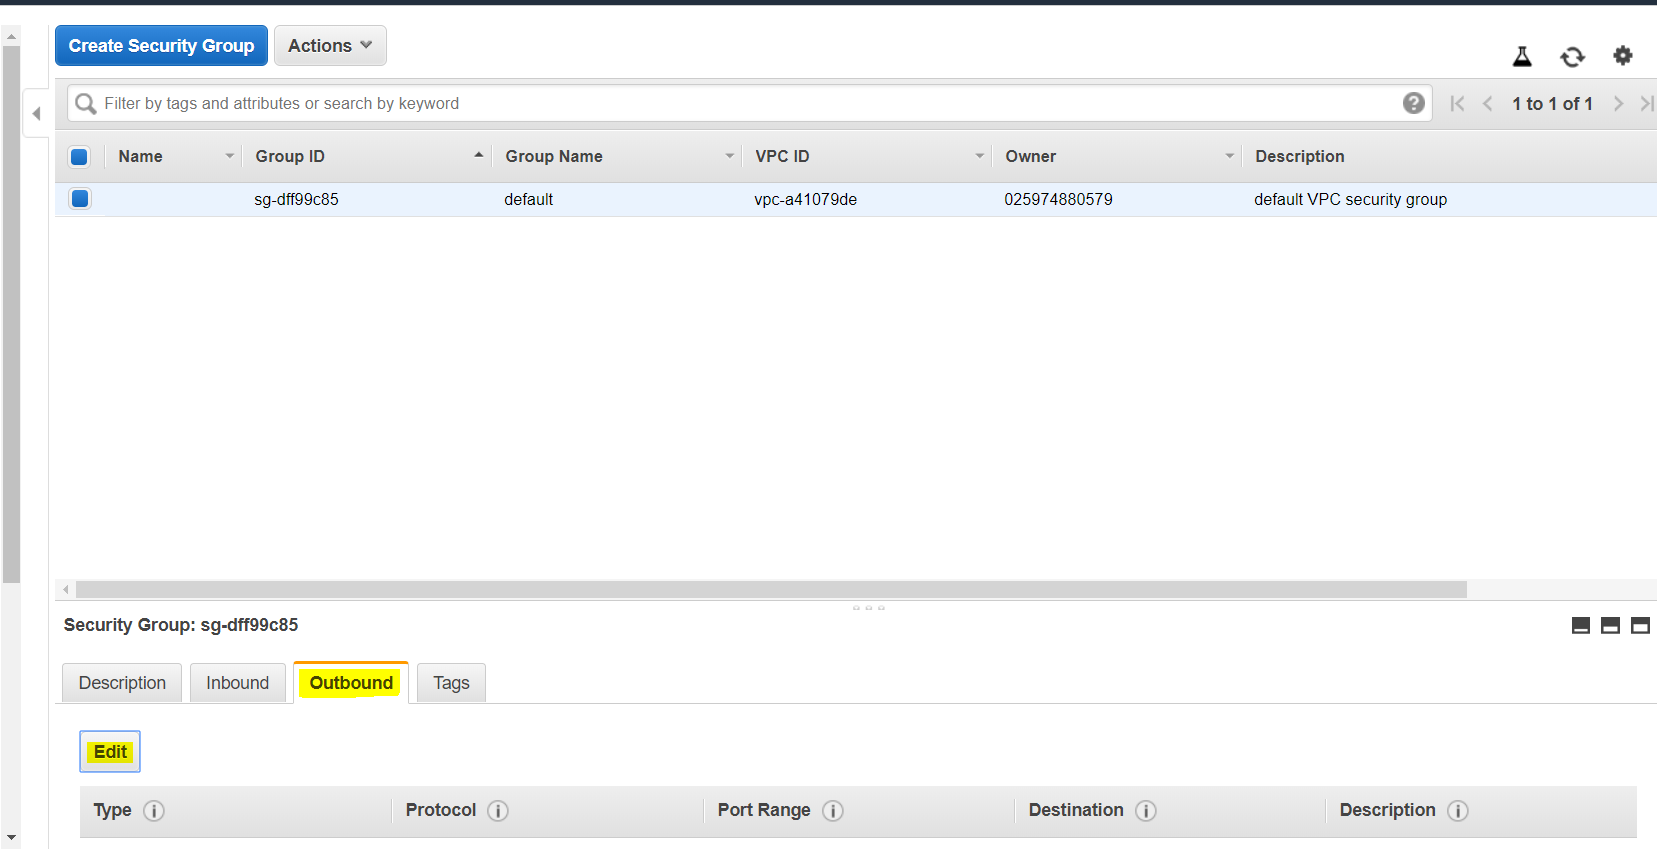 Create Security Group Actions
Filter by tags and attributes or search by keyword 1 to 1 of 1
Name Group ID Group Name VPC ID Owner Description
sg-dff99c85 default vpc-a41079de 025974880579 default VPC security group
Security Group: sg-dff99c85
Description Inbound Outbound Tags
Edit
Type Protocol Port Range Destination Description